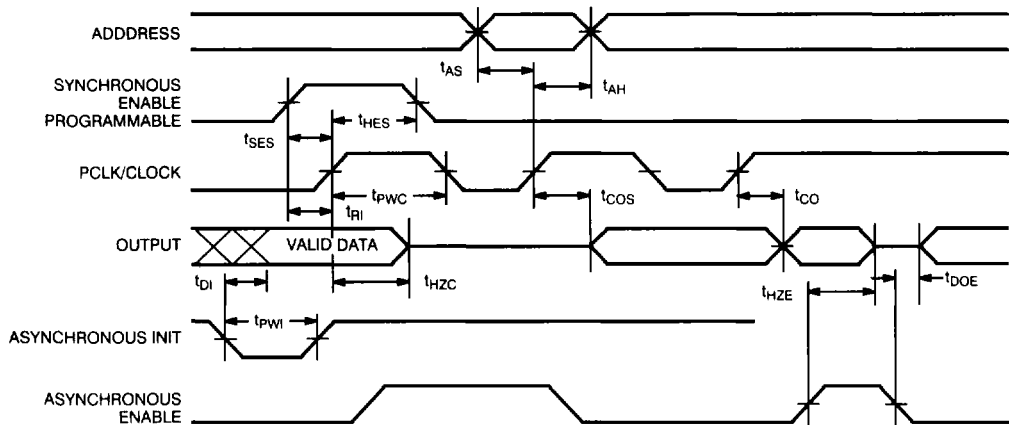 ADDDRESS
tAS
tAH
SYNCHRONOUS
ENABLE
PROGRAMMABLE
tSES
tHES
PCLK/CLOCK
tPWC
tCOS
tCO
tRI
OUTPUT
VALID DATA
tDI
tHZC
tHZE
tDOE
tPWI
ASYNCHRONOUS INIT
ASYNCHRONOUS
ENABLE